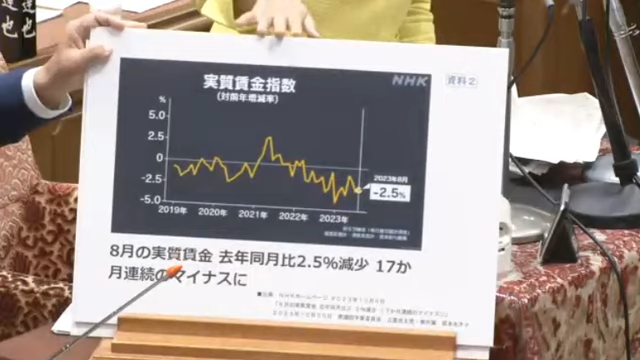 達也
NHK
資料2
実質賃金指数
(対前年増減率)
%
5.0
2.5
0
-2.5
-5.0
2023年8月
-2.5%
2019年 2020年 2021年 2022年 2023年
8月の実質賃金 去年同月比2.5%減少 17か
月連続のマイナスに